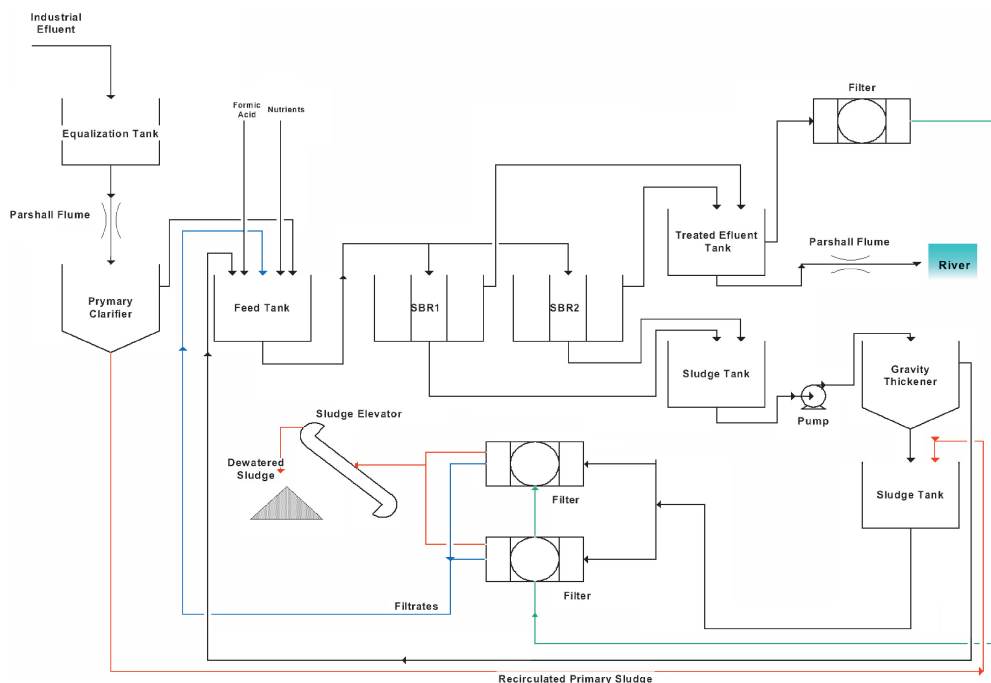 Industrial
Efluent
Equalization Tank
Parshall Flume
Prymary
Clarifier
Formic
Acid
Nutrients
Feed Tank
SBR1
SBR2
Treated Efluent
Tank
Filter
Parshall Flume
River
Sludge Tank
Pump
Gravity
Thickener
Sludge Tank
Sludge Elevator
Dewatered
Sludge
Filter
Filter
Filtrates
Recirculated Primary Sludge